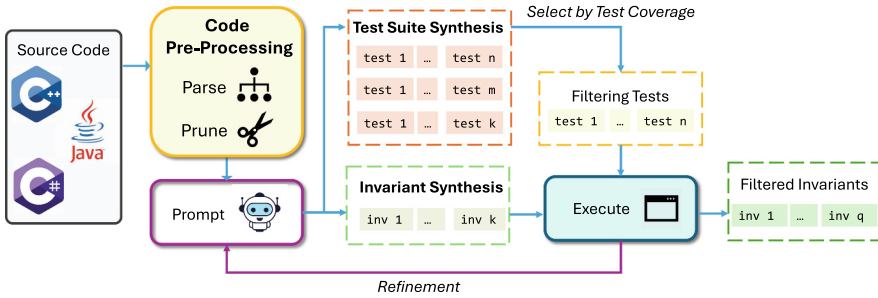 Source Code
C++
Java
C#
Code
Pre-Processing
Parse
Prune
Prompt
Test Suite Synthesis
test 1 … test n
test 1 … test m
test 1 … test k
Invariant Synthesis
inv 1 … inv k
Select by Test Coverage
Filtering Tests
test 1 … test n
Execute
Filtered Invariants
inv 1 … inv q
Refinement